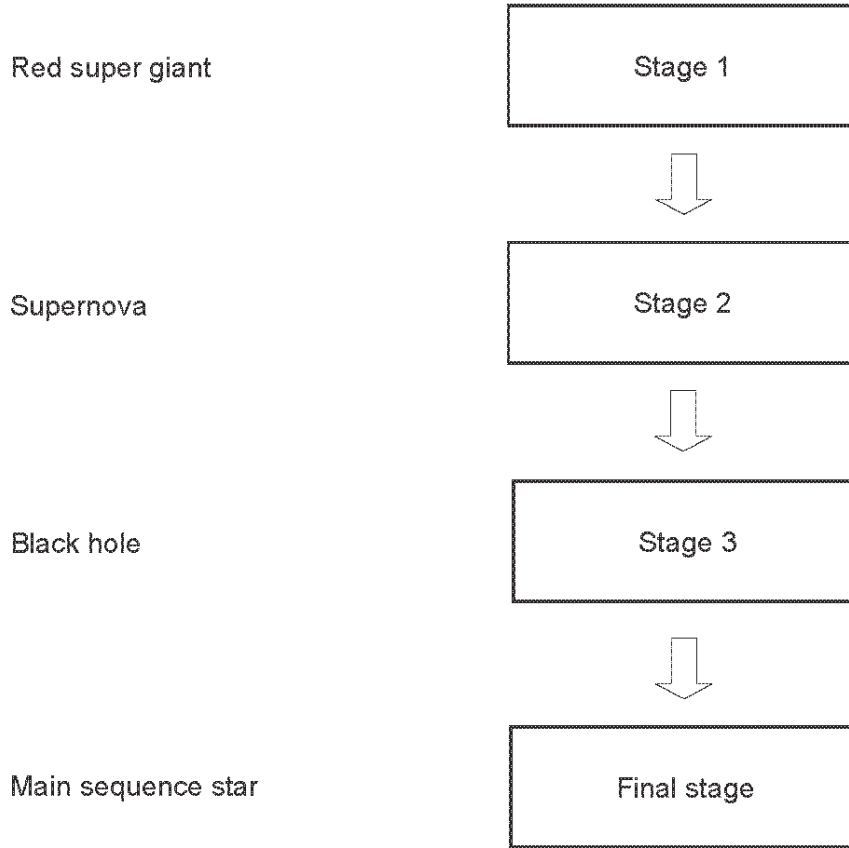 Red super giant
Stage 1
Supernova
Stage 2
Black hole
Stage 3
Main sequence star
Final stage